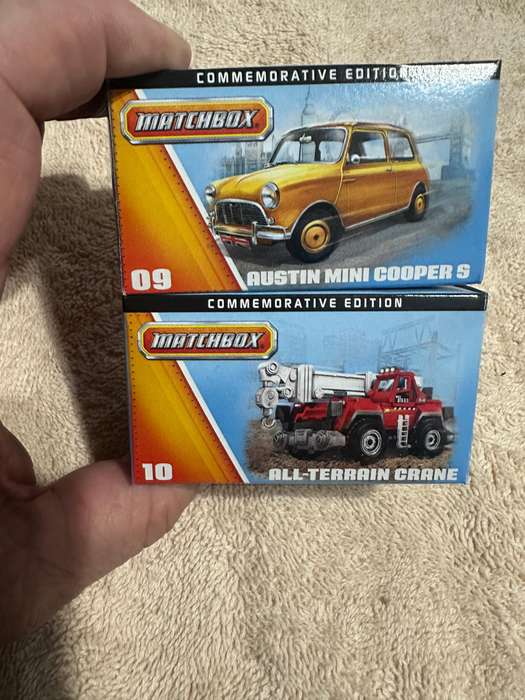 COMMEMORATIVE EDITION
MATCHBOX
09
AUSTIN MINI COOPER S
COMMEMORATIVE EDITION
MATCHBOX
10
ALL-TERRAIN CRANE